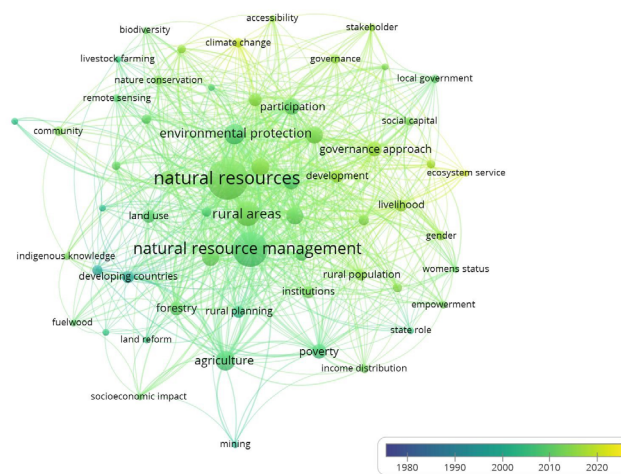 accessibility
biodiversity
stakeholder
climate change
livestock farming
governance
nature conservation
local government
remote sensing
participation
community
environmental protection
social capital
governance approach
natural resources
development
ecosystem service
rural areas
livelihood
land use
gender
natural resource management
indigenous knowledge
womens status
developing countries
rural population
institutions
forestry
rural planning
empowerment
fuelwood
state role
land reform
poverty
agriculture
income distribution
socioeconomic impact
mining
1980 1990 2000 2010 2020